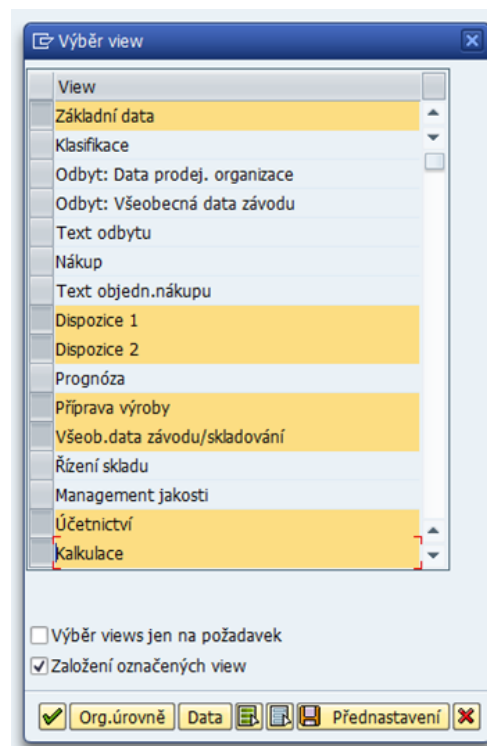 Výběr view
View
Základní data
Klasifikace
Odbyt: Data prodej. organizace
Odbyt: Všeobecná data závodu
Text odbytu
Nákup
Text objedn.nákupu
Dispozice 1
Dispozice 2
Prognóza
Příprava výroby
Všeob.data závodu/skladování
Řízení skladu
Management jakosti
Účetnictví
Kalkulace
Výběr views jen na požadavek
Založení označených view
Org.úrovně Data Přednastavení